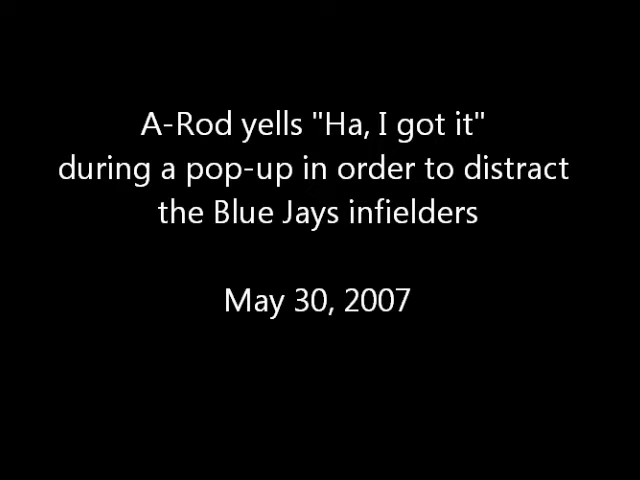 A-Rod yells "Ha, I got it"
during a pop-up in order to distract
the Blue Jays infielders
May 30, 2007